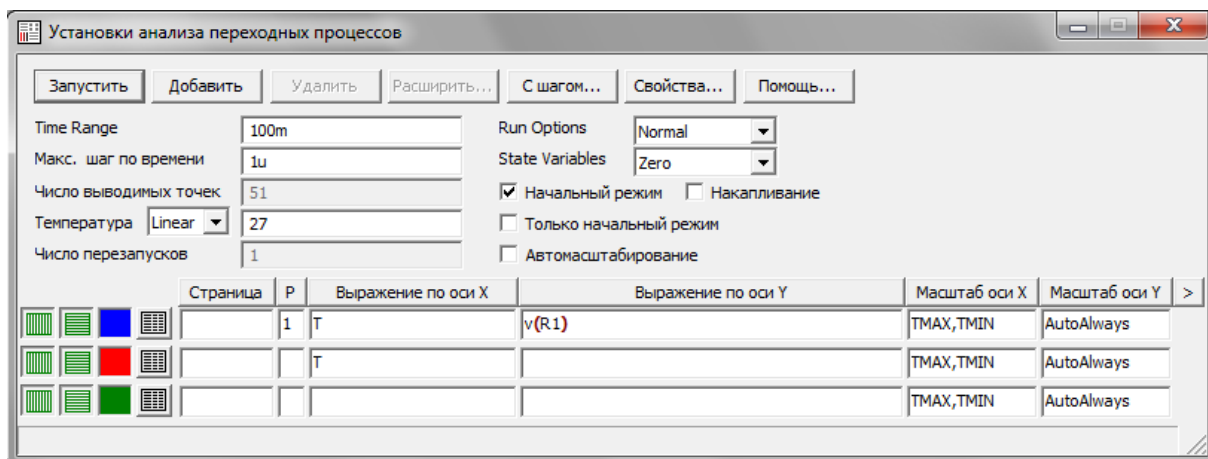 Установки анализа переходных процессов
Запустить Добавить Удалить Расширить... С шагом... Свойства... Помощь...
Time Range 100m Run Options Normal
Макс. шаг по времени 1u State Variables Zero
Число выводимых точек 51 Начальный режим Накапливание
Температура Linear 27 Только начальный режим
Число перезапусков 1 Автомасштабирование
Страница P Выражение по оси X Выражение по оси Y Масштаб оси X Масштаб оси Y >
1 T v(R1) TMAX,TMIN AutoAlways
T TMAX,TMIN AutoAlways
TMAX,TMIN AutoAlways